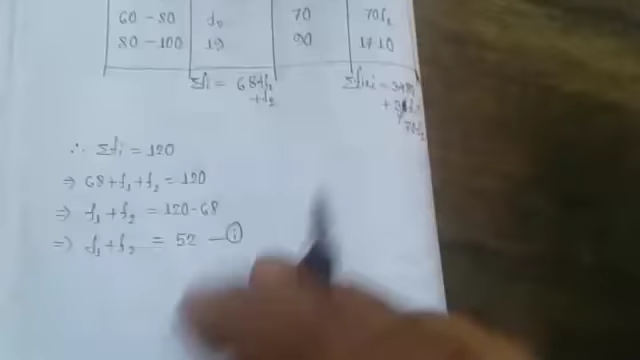 60-80 f₂ 70 70f₂
80-100 19 90 1710
Σfi = 68+f₁
+f₂
∴ Σfi = 120
⇒ 68+f₁+f₂ = 120
⇒ f₁+f₂ = 120-68
⇒ f₁+f₂ = 52 —(i)